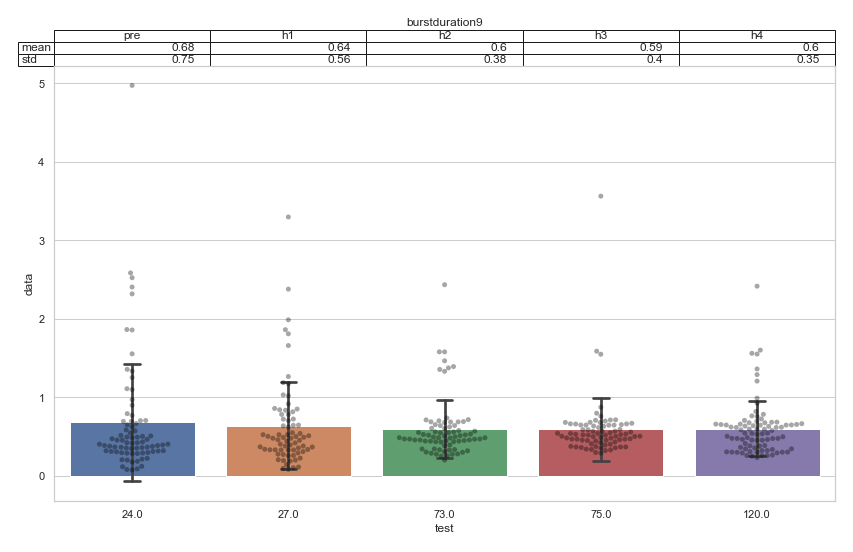 burstduration9
pre h1 h2 h3 h4
mean 0.68 0.64 0.6 0.59 0.6
std 0.75 0.56 0.38 0.4 0.35
5
4
3
2
1
0
data
24.0 27.0 73.0 75.0 120.0
test